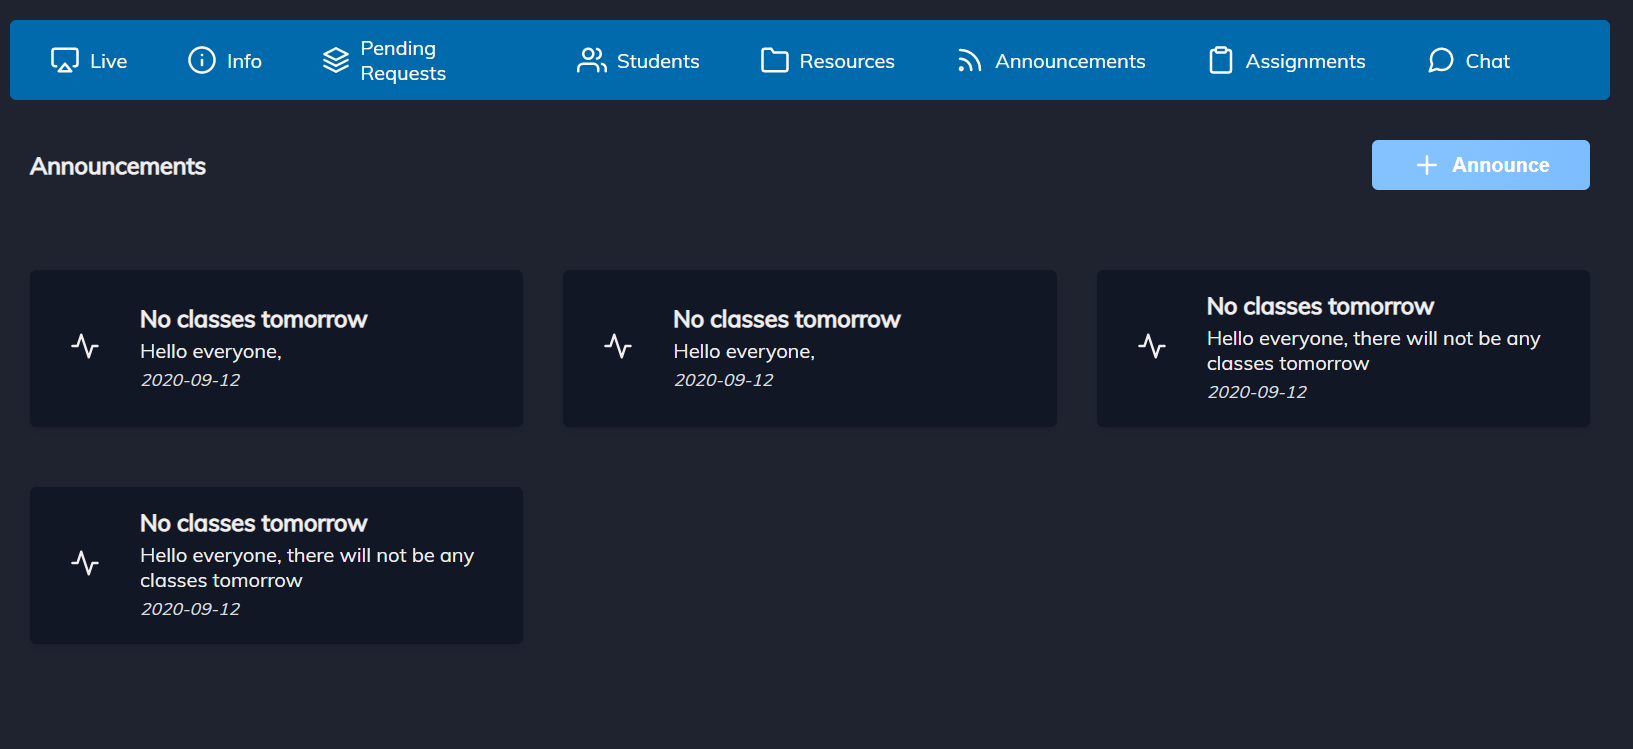 Live
Info
Pending
Requests
Students
Resources
Announcements
Assignments
Chat
Announcements
Announce
No classes tomorrow
Hello everyone,
2020-09-12
No classes tomorrow
Hello everyone,
2020-09-12
No classes tomorrow
Hello everyone, there will not be any
classes tomorrow
2020-09-12
No classes tomorrow
Hello everyone, there will not be any
classes tomorrow
2020-09-12